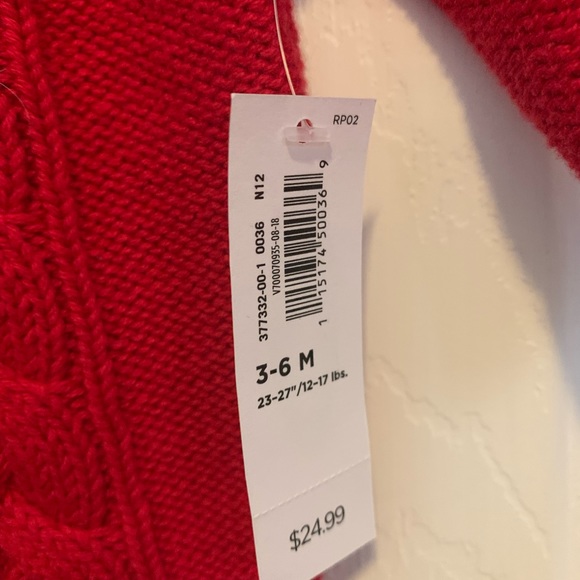 RP02
377332-00-1 0036 N12
V700070935-08-18
1 15174 50036 9
3-6 M
23-27"/12-17 lbs.
$24.99